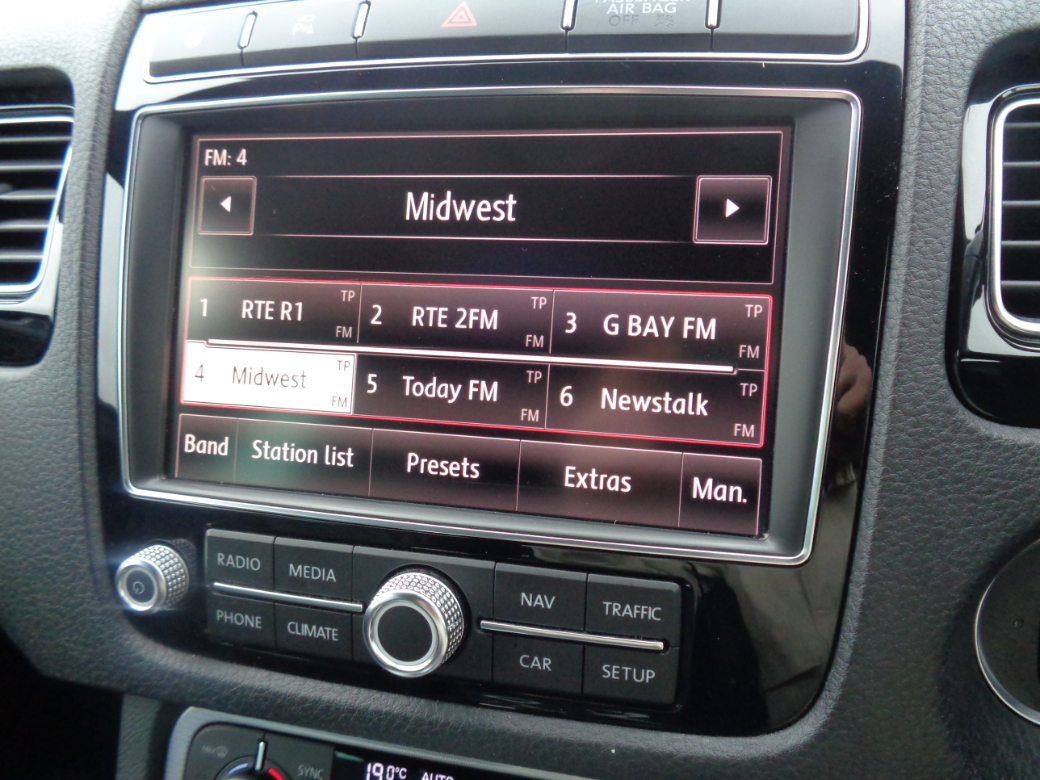 PASSENGER
AIR BAG
OFF
FM: 4
Midwest
1 RTE R1 TP FM
2 RTE 2FM TP FM
3 G BAY FM TP FM
4 Midwest TP FM
5 Today FM TP FM
6 Newstalk TP FM
Band Station list Presets Extras Man.
RADIO MEDIA NAV TRAFFIC
PHONE CLIMATE CAR SETUP
SYNC 19.0°C AUTO